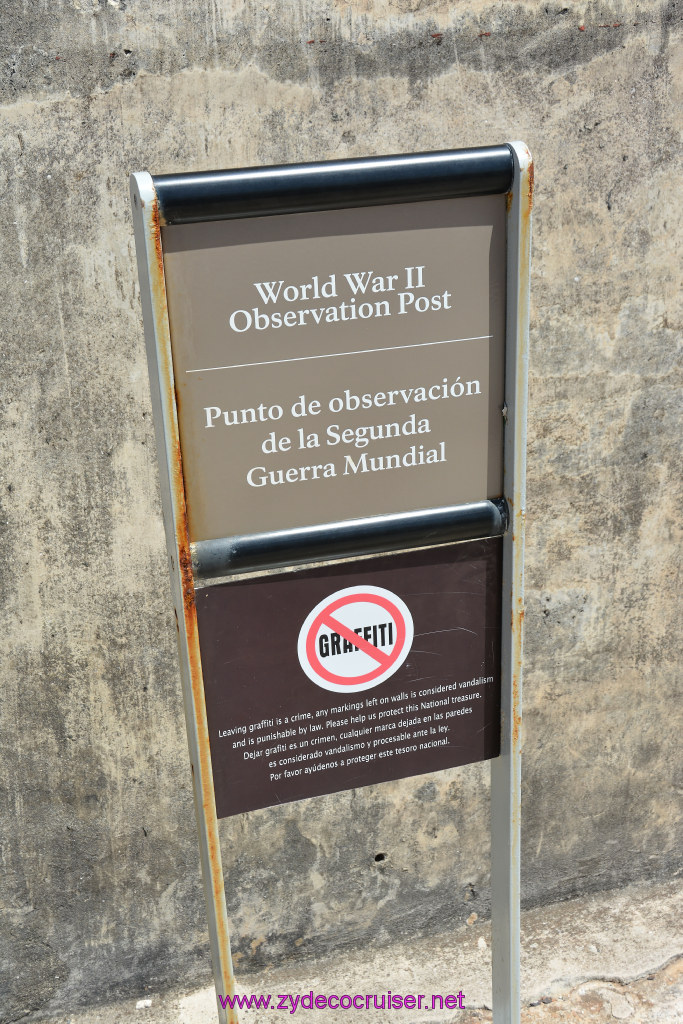 World War II
Observation Post
Punto de observación
de la Segunda
Guerra Mundial
GRAFFITI
Leaving graffiti is a crime, any markings left on walls is considered vandalism
and is punishable by law. Please help us protect this National treasure.
Dejar grafiti es un crimen, cualquier marca dejada en las paredes
es considerado vandalismo y procesable ante la ley.
Por favor ayúdenos a proteger este tesoro nacional.
www.zydecocruiser.net